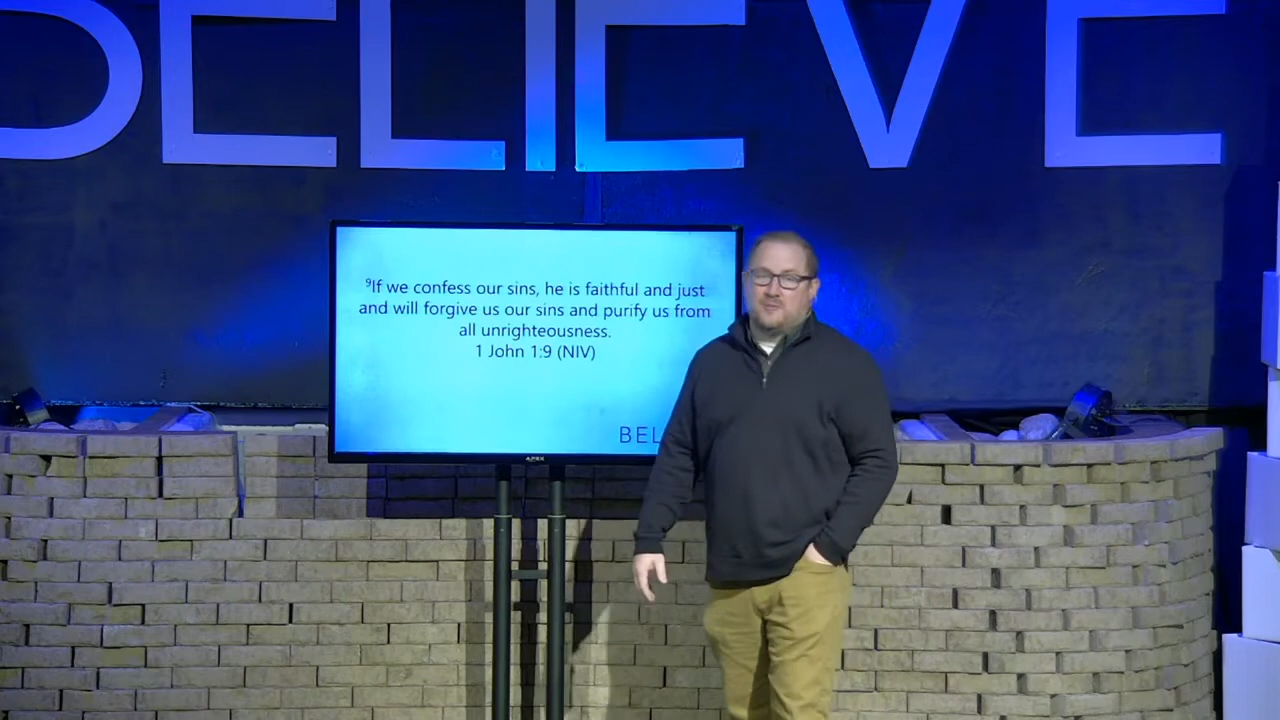 BELIEVE
⁹If we confess our sins, he is faithful and just
and will forgive us our sins and purify us from
all unrighteousness.
1 John 1:9 (NIV)
BEL
APEX